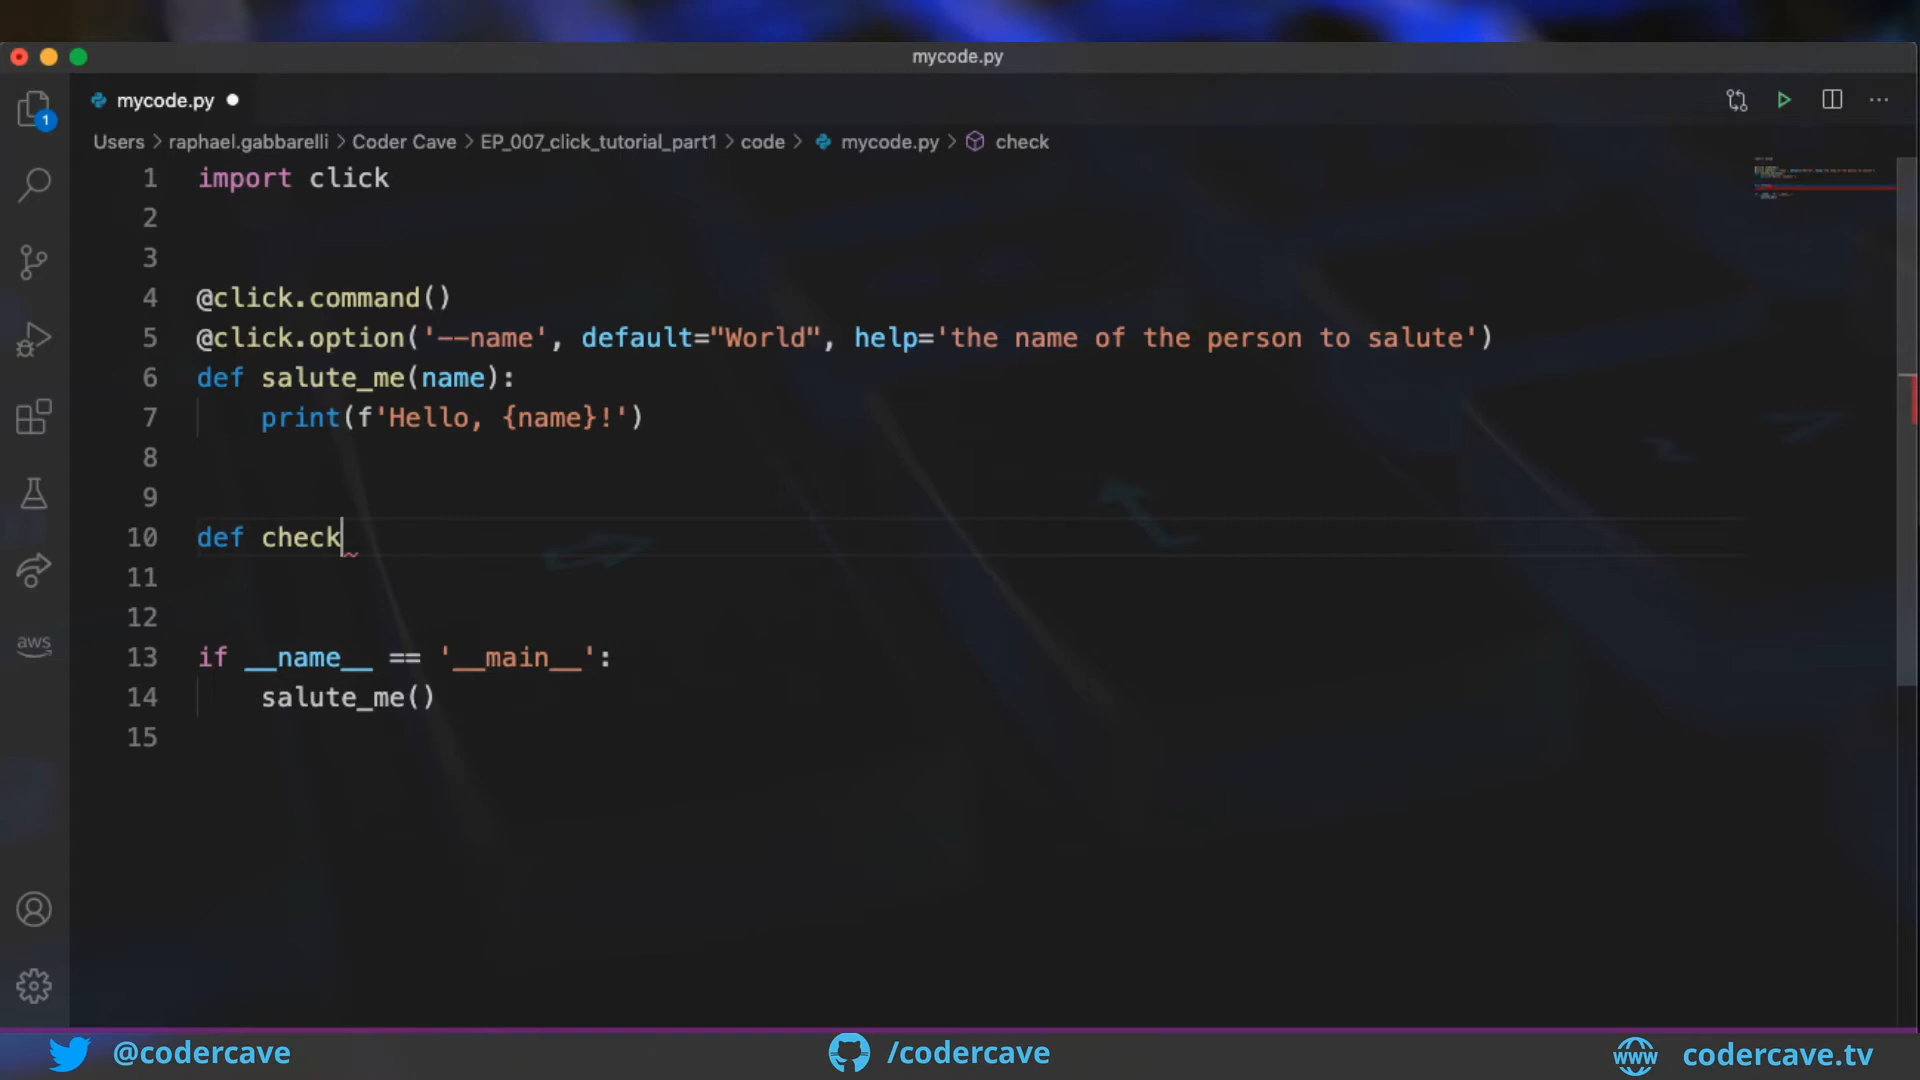 mycode.py
mycode.py
1
Users > raphael.gabbarelli > Coder Cave > EP_007_click_tutorial_part1 > code > mycode.py > check
1 import click
2
3
4 @click.command()
5 @click.option('--name', default="World", help='the name of the person to salute')
6 def salute_me(name):
7 print(f'Hello, {name}!')
8
9
10 def check
11
12
13 if __name__ == '__main__':
14 salute_me()
15
aws
@codercave /codercave www codercave.tv